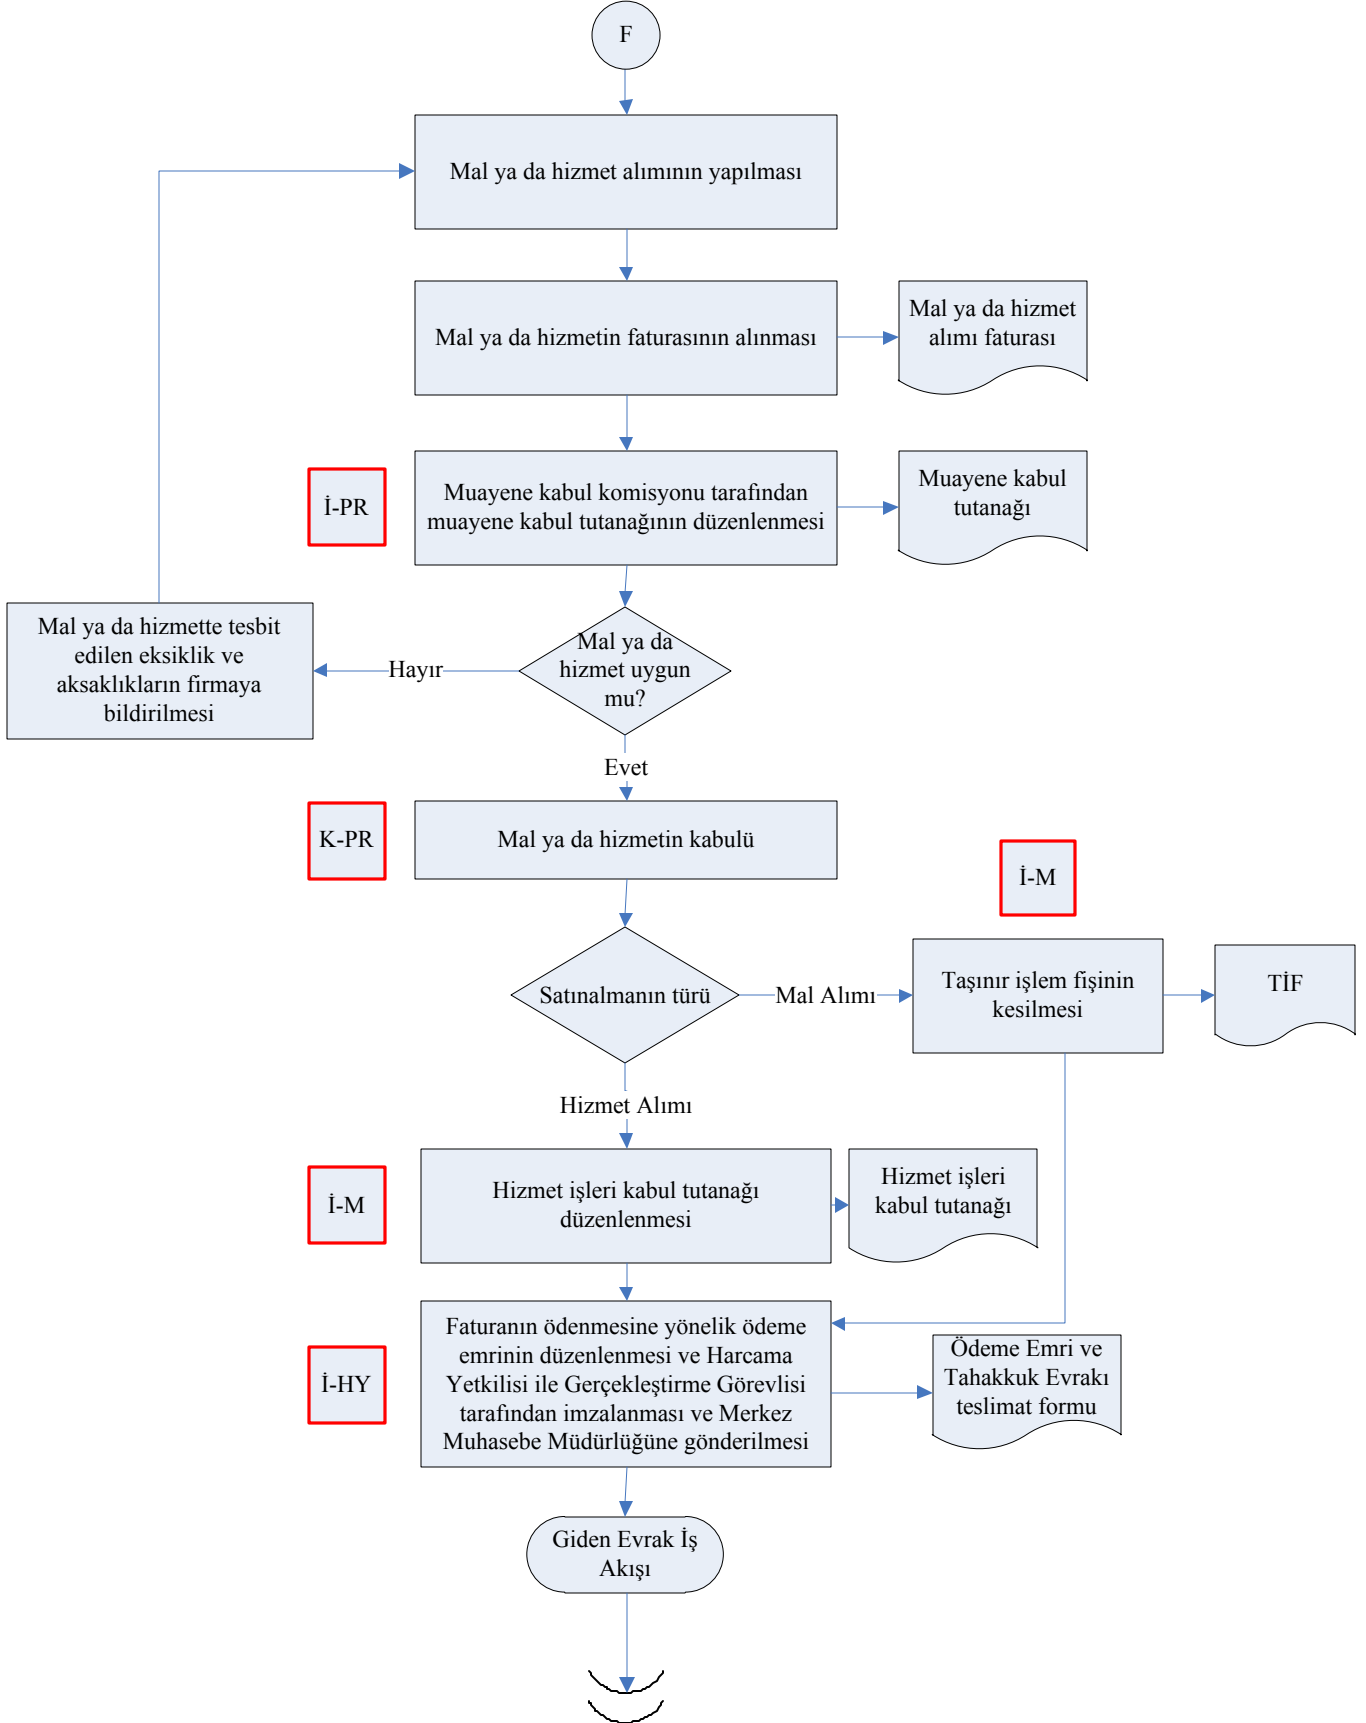 F
Mal ya da hizmet alımının yapılması
Mal ya da hizmetin faturasının alınması
Mal ya da hizmet
alımı faturası
İ-PR
Muayene kabul komisyonu tarafından
muayene kabul tutanağının düzenlenmesi
Muayene kabul
tutanağı
Mal ya da hizmette tesbit
edilen eksiklik ve
aksaklıkların firmaya
bildirilmesi
Hayır
Mal ya da
hizmet uygun
mu?
Evet
K-PR
Mal ya da hizmetin kabulü
İ-M
Satınalmanın türü
Mal Alımı
Taşınır işlem fişinin
kesilmesi
TİF
Hizmet Alımı
İ-M
Hizmet işleri kabul tutanağı
düzenlenmesi
Hizmet işleri
kabul tutanağı
İ-HY
Faturanın ödenmesine yönelik ödeme
emrinin düzenlenmesi ve Harcama
Yetkilisi ile Gerçekleştirme Görevlisi
tarafından imzalanması ve Merkez
Muhasebe Müdürlüğüne gönderilmesi
Ödeme Emri ve
Tahakkuk Evrakı
teslimat formu
Giden Evrak İş
Akışı